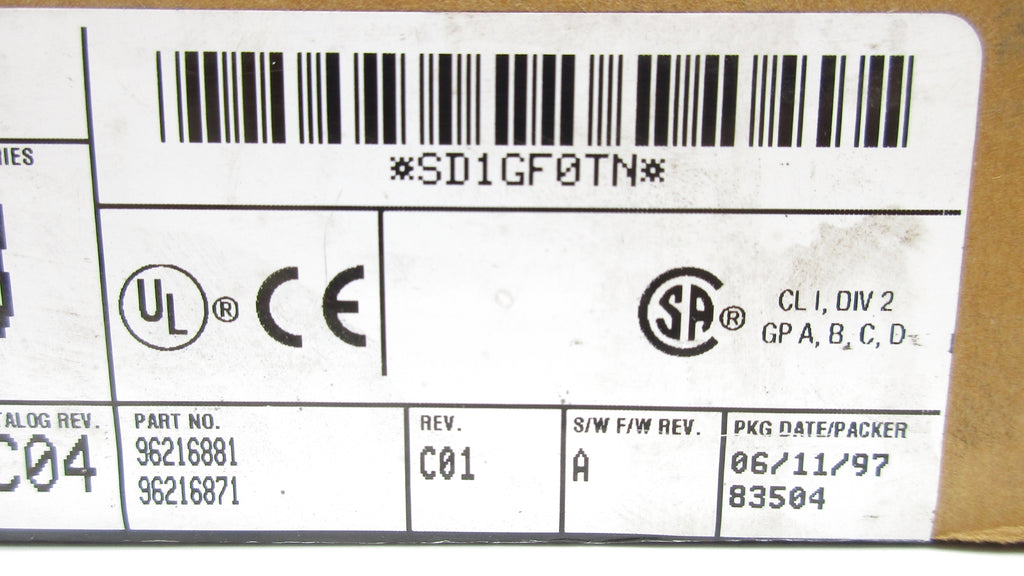 *SD1GF0TN*
IES
UL® CE
SA® CL I, DIV 2
GP A, B, C, D
TALOG REV.
C04
PART NO.
96216881
96216871
REV.
C01
S/W F/W REV.
A
PKG DATE/PACKER
06/11/97
83504